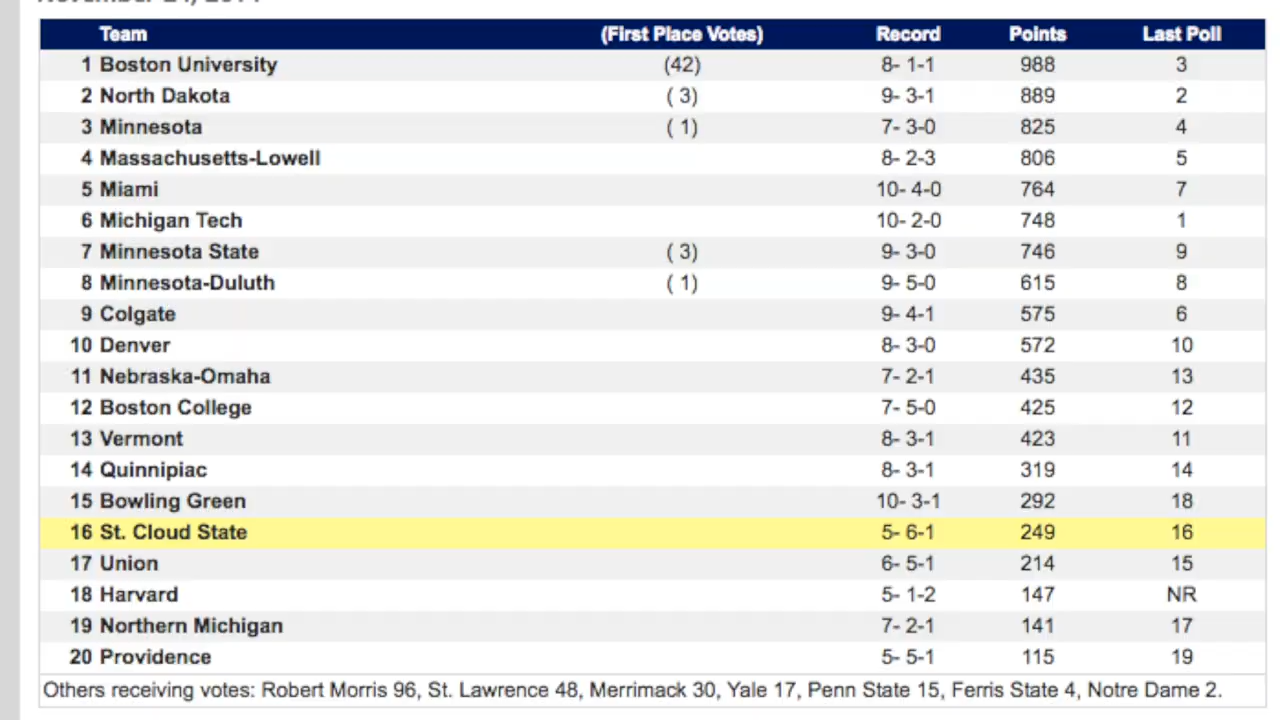 Team (First Place Votes) Record Points Last Poll
1 Boston University (42) 8- 1-1 988 3
2 North Dakota ( 3) 9- 3-1 889 2
3 Minnesota ( 1) 7- 3-0 825 4
4 Massachusetts-Lowell 8- 2-3 806 5
5 Miami 10- 4-0 764 7
6 Michigan Tech 10- 2-0 748 1
7 Minnesota State ( 3) 9- 3-0 746 9
8 Minnesota-Duluth ( 1) 9- 5-0 615 8
9 Colgate 9- 4-1 575 6
10 Denver 8- 3-0 572 10
11 Nebraska-Omaha 7- 2-1 435 13
12 Boston College 7- 5-0 425 12
13 Vermont 8- 3-1 423 11
14 Quinnipiac 8- 3-1 319 14
15 Bowling Green 10- 3-1 292 18
16 St. Cloud State 5- 6-1 249 16
17 Union 6- 5-1 214 15
18 Harvard 5- 1-2 147 NR
19 Northern Michigan 7- 2-1 141 17
20 Providence 5- 5-1 115 19
Others receiving votes: Robert Morris 96, St. Lawrence 48, Merrimack 30, Yale 17, Penn State 15, Ferris State 4, Notre Dame 2.